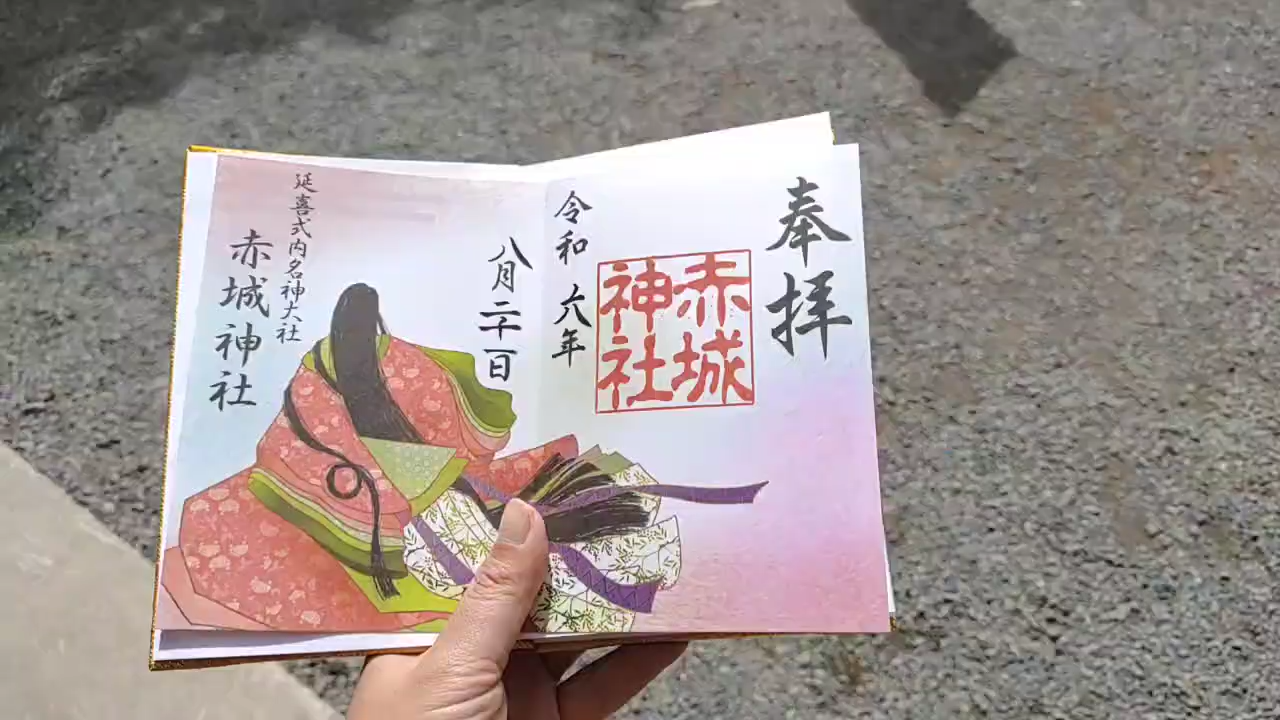 奉拝
赤城神社
令和六年
八月二十一日
延喜式内名神大社
赤城神社